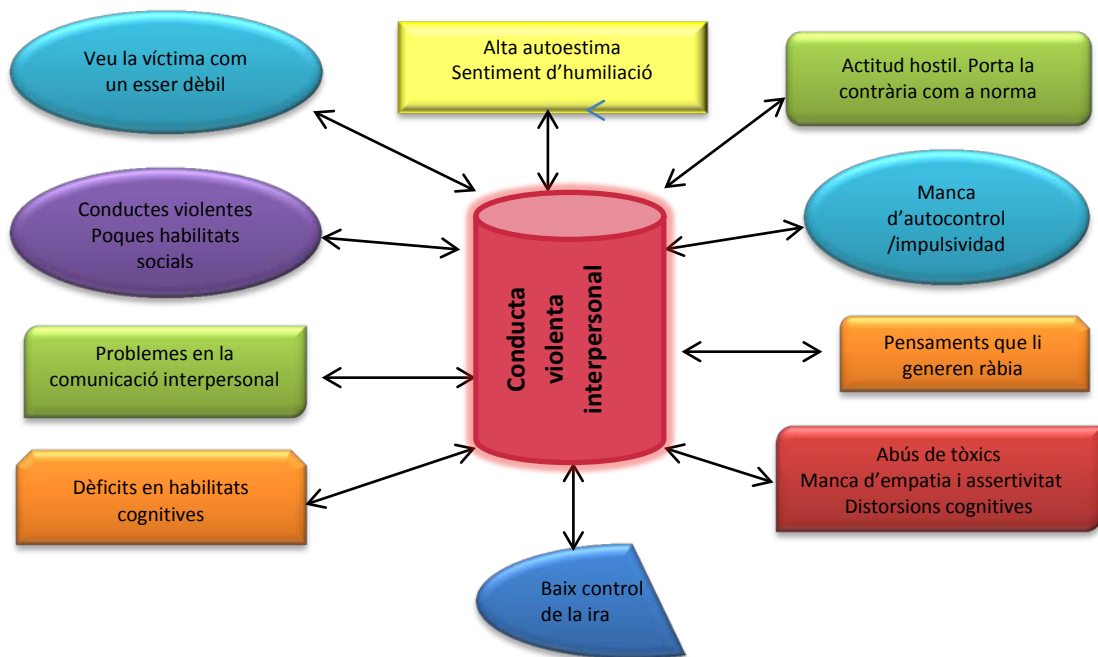 Veu la víctima com
un esser dèbil
Alta autoestima
Sentiment d'humiliació
Actitud hostil. Porta la
contrària com a norma
Conductes violentes
Poques habilitats
socials
Manca
d'autocontrol
/impulsividad
Conducta
violenta
interpersonal
Problemes en la
comunicació interpersonal
Pensaments que li
generen ràbia
Dèficits en habilitats
cognitives
Abús de tòxics
Manca d'empatia i assertivitat
Distorsions cognitives
Baix control
de la ira